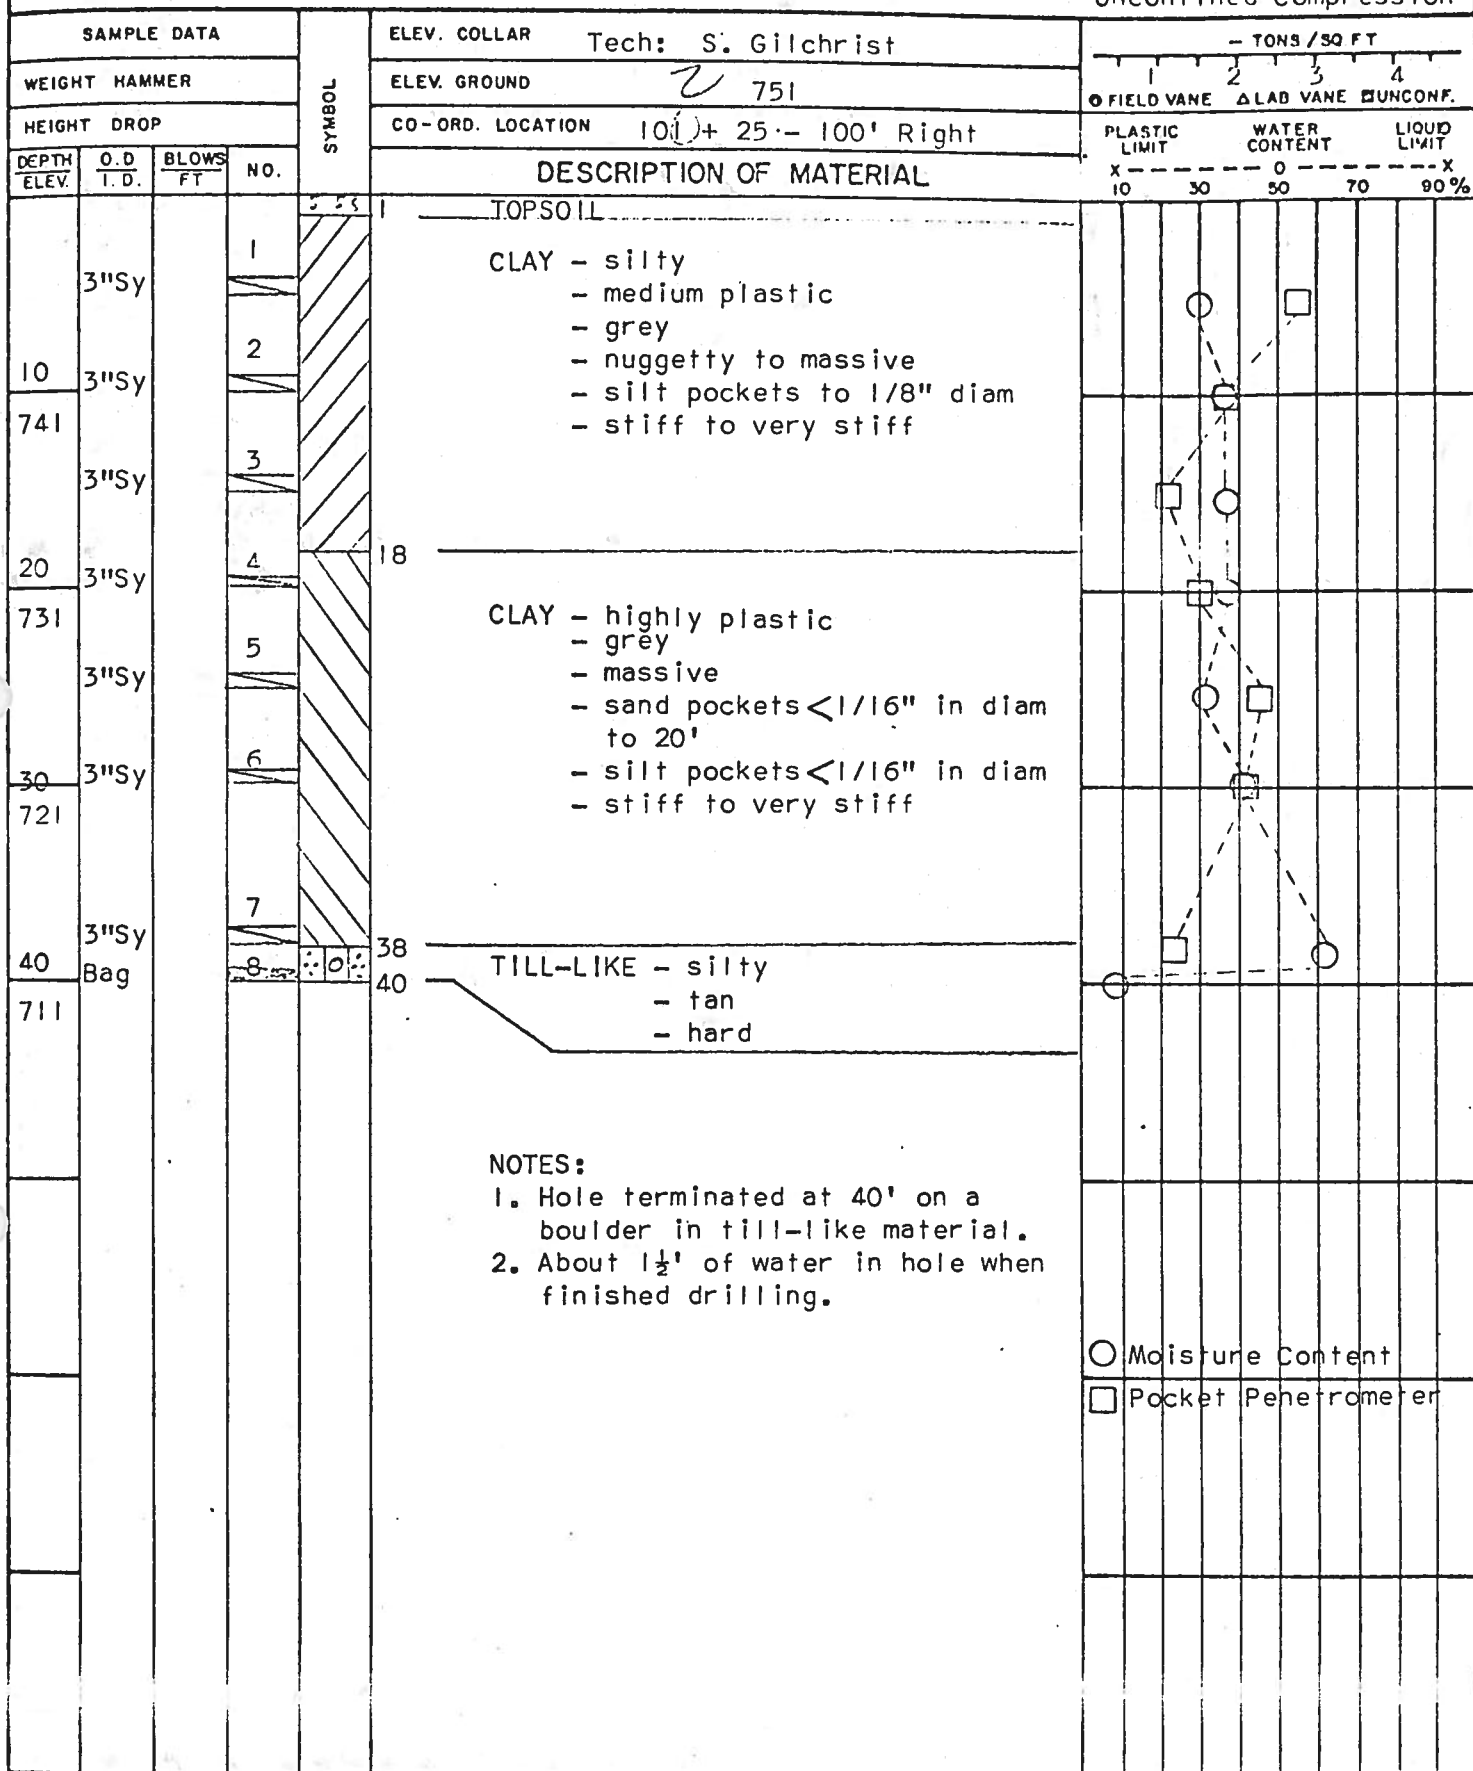 Unconfined Compression
SAMPLE DATA
WEIGHT HAMMER
HEIGHT DROP
DEPTH ELEV.
O.D I.D.
BLOWS FT
NO.
SYMBOL
ELEV. COLLAR Tech: S. Gilchrist
ELEV. GROUND 751
CO-ORD. LOCATION 101+ 25 - 100' Right
DESCRIPTION OF MATERIAL
- TONS/SQ FT
1 2 3 4
FIELD VANE LAB VANE UNCONF.
PLASTIC LIMIT WATER CONTENT LIQUID LIMIT
X - - - - - - - O - - - - - - - X
10 30 50 70 90%
1 TOPSOIL
1
3"Sy
CLAY - silty
- medium plastic
- grey
- nuggetty to massive
- silt pockets to 1/8" diam
- stiff to very stiff
2
10 3"Sy
741
3
3"Sy
18
4
20 3"Sy
731
CLAY - highly plastic
- grey
- massive
- sand pockets<1/16" in diam
to 20'
- silt pockets<1/16" in diam
- stiff to very stiff
5
3"Sy
6
30 3"Sy
721
7
3"Sy
38
40 Bag 8
TILL-LIKE - silty
- tan
- hard
40
711
NOTES:
1. Hole terminated at 40' on a
boulder in till-like material.
2. About 1½' of water in hole when
finished drilling.
Moisture Content
Pocket Penetrometer